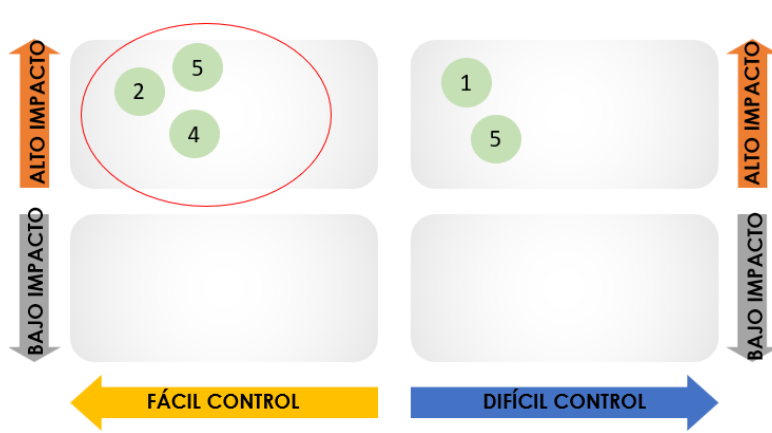 ALTO IMPACTO
5
2
4
1
5
ALTO IMPACTO
BAJO IMPACTO
BAJO IMPACTO
FÁCIL CONTROL
DIFÍCIL CONTROL